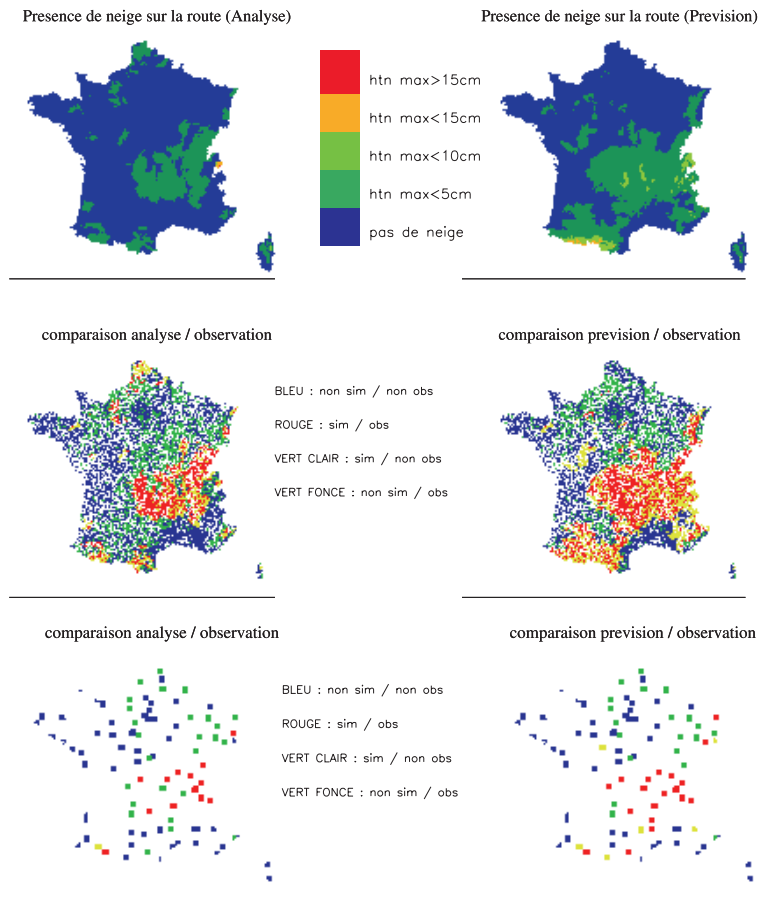 Presence de neige sur la route (Analyse)
Presence de neige sur la route (Prevision)
htn max>15cm
htn max<15cm
htn max<10cm
htn max<5cm
pas de neige
comparaison analyse / observation
comparaison prevision / observation
BLEU : non sim / non obs
ROUGE : sim / obs
VERT CLAIR : sim / non obs
VERT FONCE : non sim / obs
comparaison analyse / observation
comparaison prevision / observation
BLEU : non sim / non obs
ROUGE : sim / obs
VERT CLAIR : sim / non obs
VERT FONCE : non sim / obs